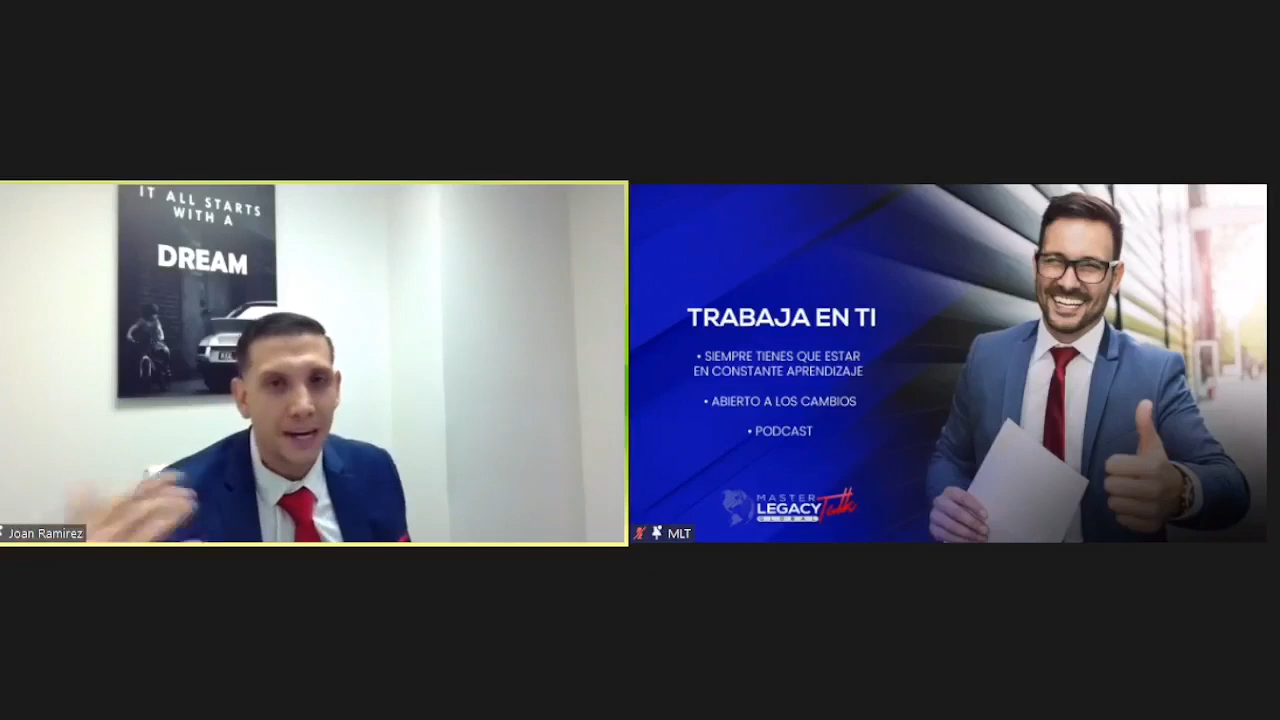 IT ALL STARTS
WITH A
DREAM
Joan Ramirez
TRABAJA EN TI
• SIEMPRE TIENES QUE ESTAR
EN CONSTANTE APRENDIZAJE
• ABIERTO A LOS CAMBIOS
• PODCAST
MASTER
LEGACY Talk
GLOBAL
MLT